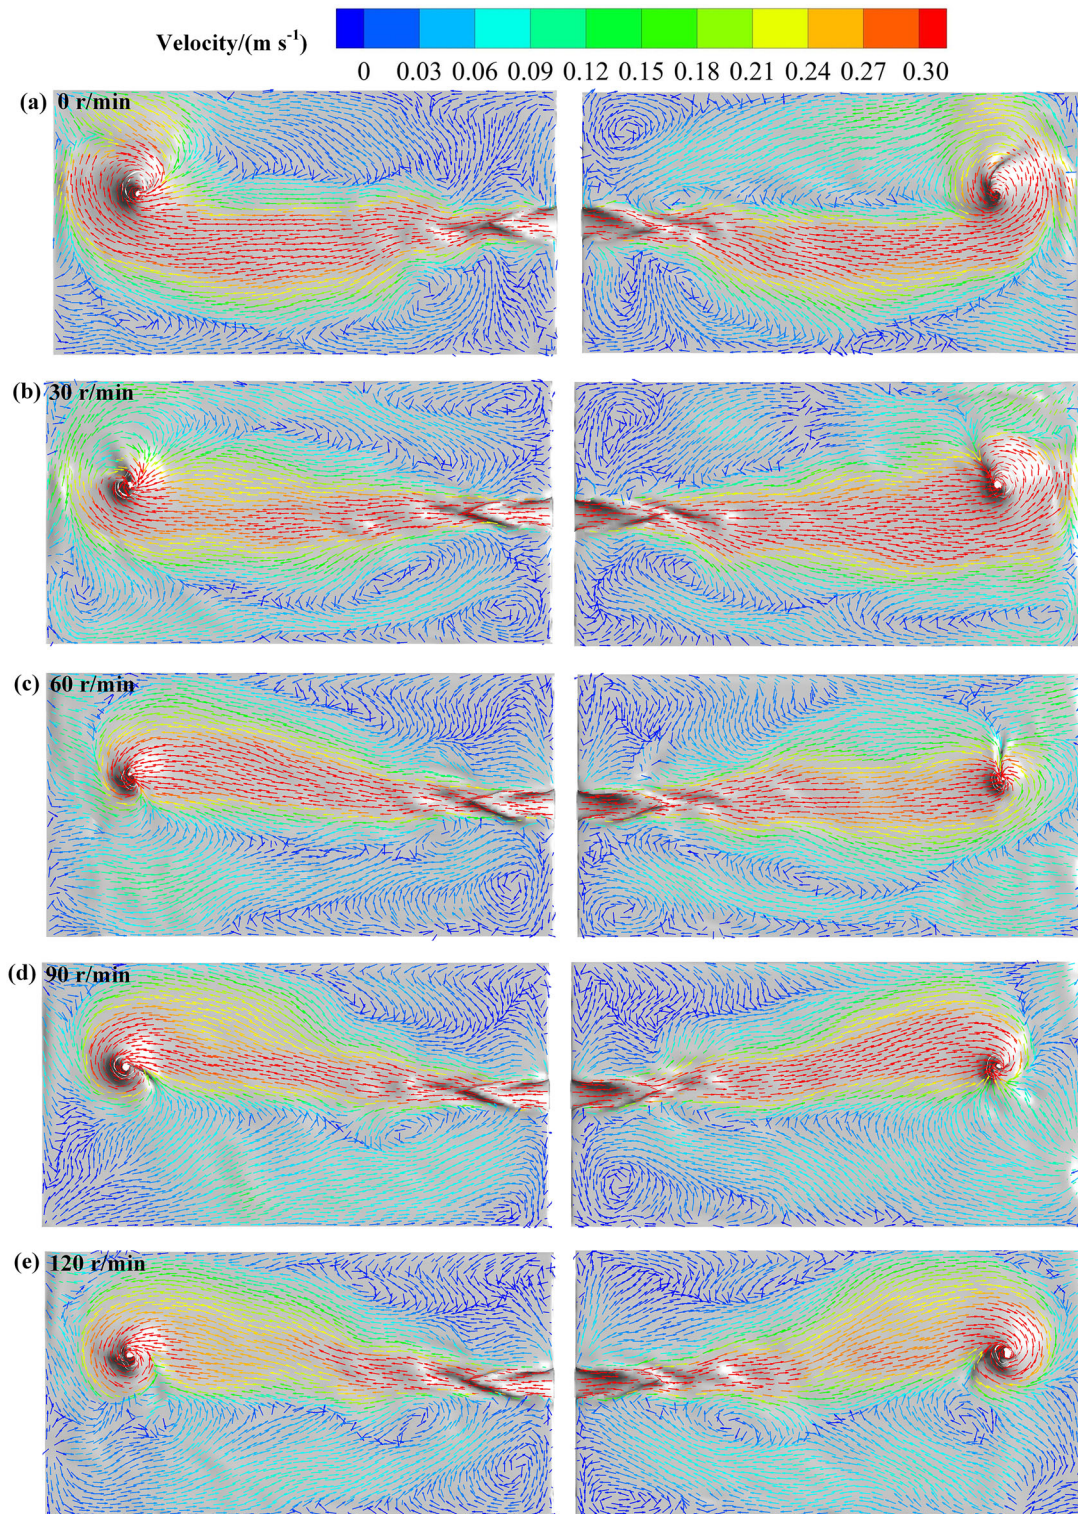 Velocity/(m s⁻¹)
0 0.03 0.06 0.09 0.12 0.15 0.18 0.21 0.24 0.27 0.30
(a) 0 r/min
(b) 30 r/min
(c) 60 r/min
(d) 90 r/min
(e) 120 r/min